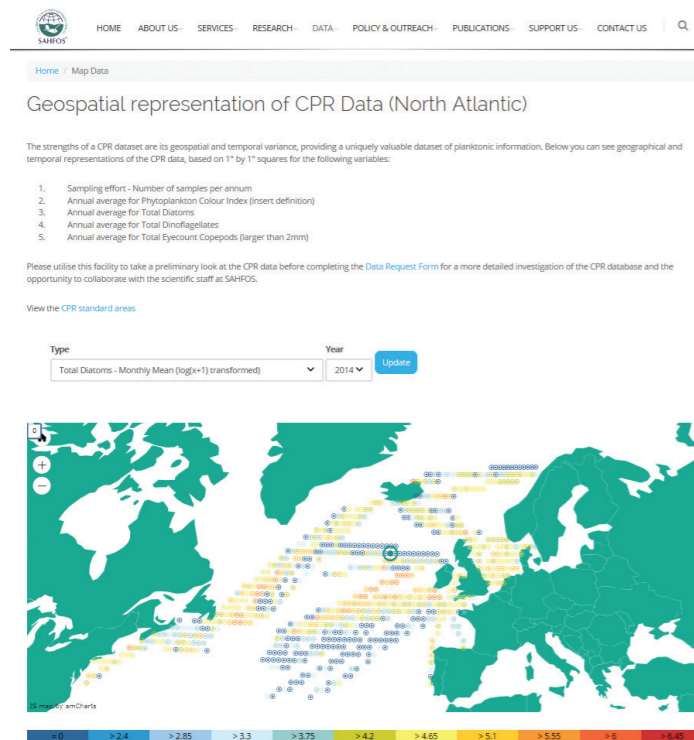 SAHFOS
HOME ABOUT US SERVICES RESEARCH DATA POLICY & OUTREACH PUBLICATIONS SUPPORT US CONTACT US
Home / Map Data
Geospatial representation of CPR Data (North Atlantic)
The strengths of a CPR dataset are its geospatial and temporal variance, providing a uniquely valuable dataset of planktonic information. Below you can see geographical and
temporal representations of the CPR data, based on 1° by 1° squares for the following variables:
1. Sampling effort - Number of samples per annum
2. Annual average for Phytoplankton Colour Index (insert definition)
3. Annual average for Total Diatoms
4. Annual average for Total Dinoflagellates
5. Annual average for Total Eyecount Copepods (larger than 2mm)
Please utilise this facility to take a preliminary look at the CPR data before completing the Data Request Form for a more detailed investigation of the CPR database and the
opportunity to collaborate with the scientific staff at SAHFOS.
View the CPR standard areas
Type Year
Total Diatoms - Monthly Mean (log(x+1) transformed) 2014 Update
0
JS map by amCharts
= 0 > 2.4 > 2.85 > 3.3 > 3.75 > 4.2 > 4.65 > 5.1 > 5.55 > 6 > 6.45